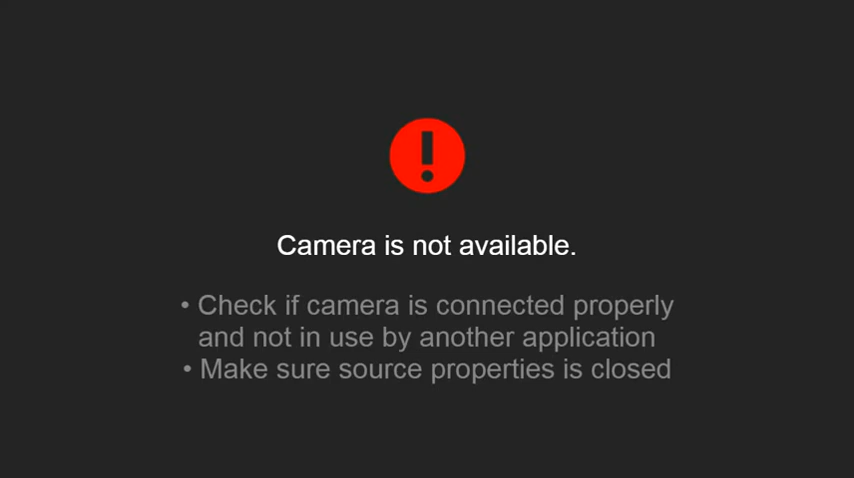 Camera is not available.
• Check if camera is connected properly
and not in use by another application
• Make sure source properties is closed